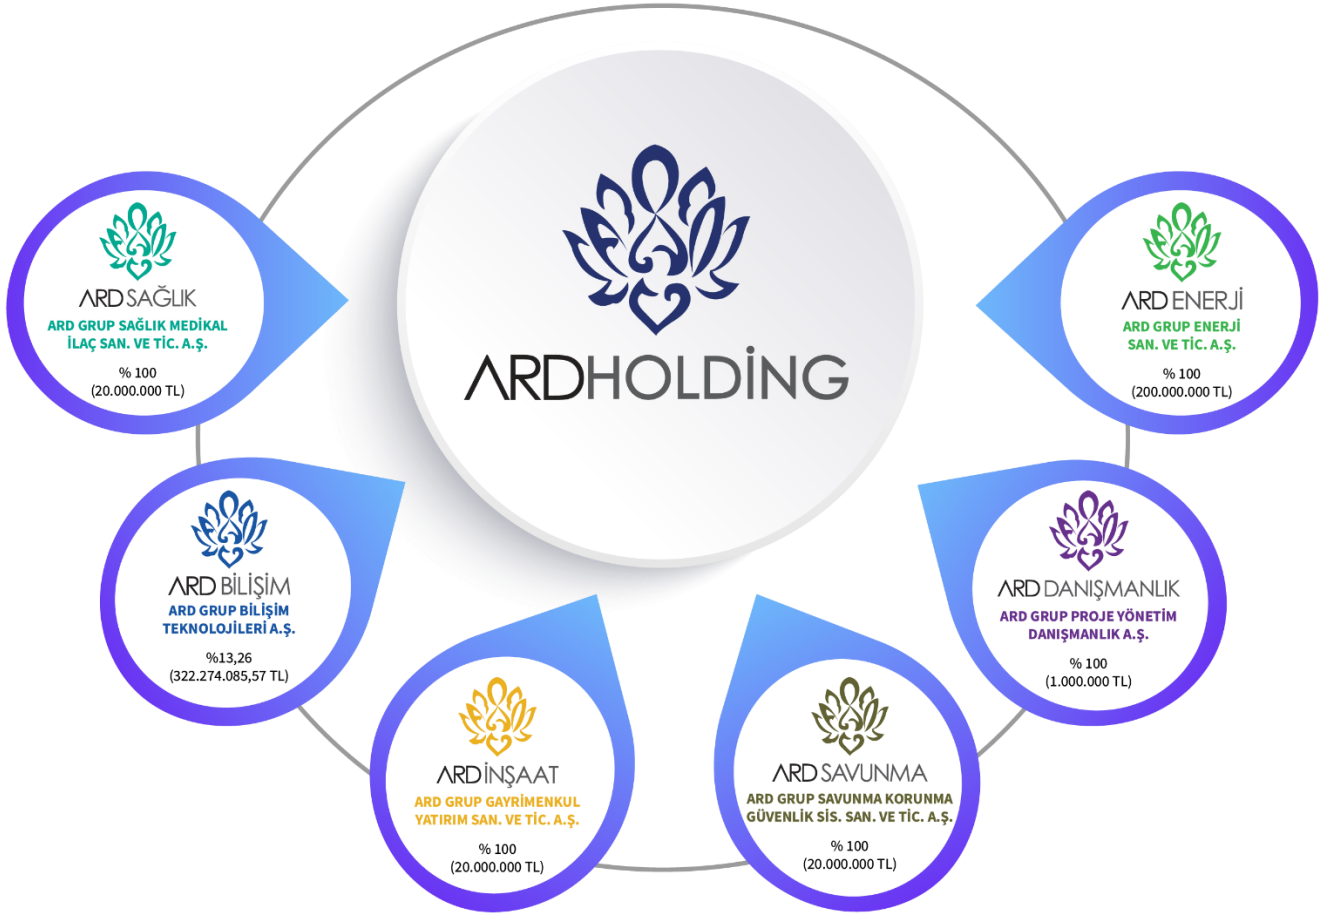 ARDHOLDİNG
ARD SAĞLIK
ARD GRUP SAĞLIK MEDİKAL
İLAÇ SAN. VE TİC. A.Ş.
% 100
(20.000.000 TL)
ARD BİLİŞİM
ARD GRUP BİLİŞİM
TEKNOLOJİLERİ A.Ş.
%13,26
(322.274.085,57 TL)
ARD İNŞAAT
ARD GRUP GAYRİMENKUL
YATIRIM SAN. VE TİC. A.Ş.
% 100
(20.000.000 TL)
ARD SAVUNMA
ARD GRUP SAVUNMA KORUNMA
GÜVENLİK SİS. SAN. VE TİC. A.Ş.
% 100
(20.000.000 TL)
ARD DANIŞMANLIK
ARD GRUP PROJE YÖNETİM
DANIŞMANLIK A.Ş.
% 100
(1.000.000 TL)
ARD ENERJİ
ARD GRUP ENERJİ
SAN. VE TİC. A.Ş.
% 100
(200.000.000 TL)